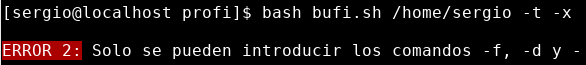 [sergio@localhost profi]$ bash bufi.sh /home/sergio -t -x
ERROR 2: Solo se pueden introducir los comandos -f, -d y -